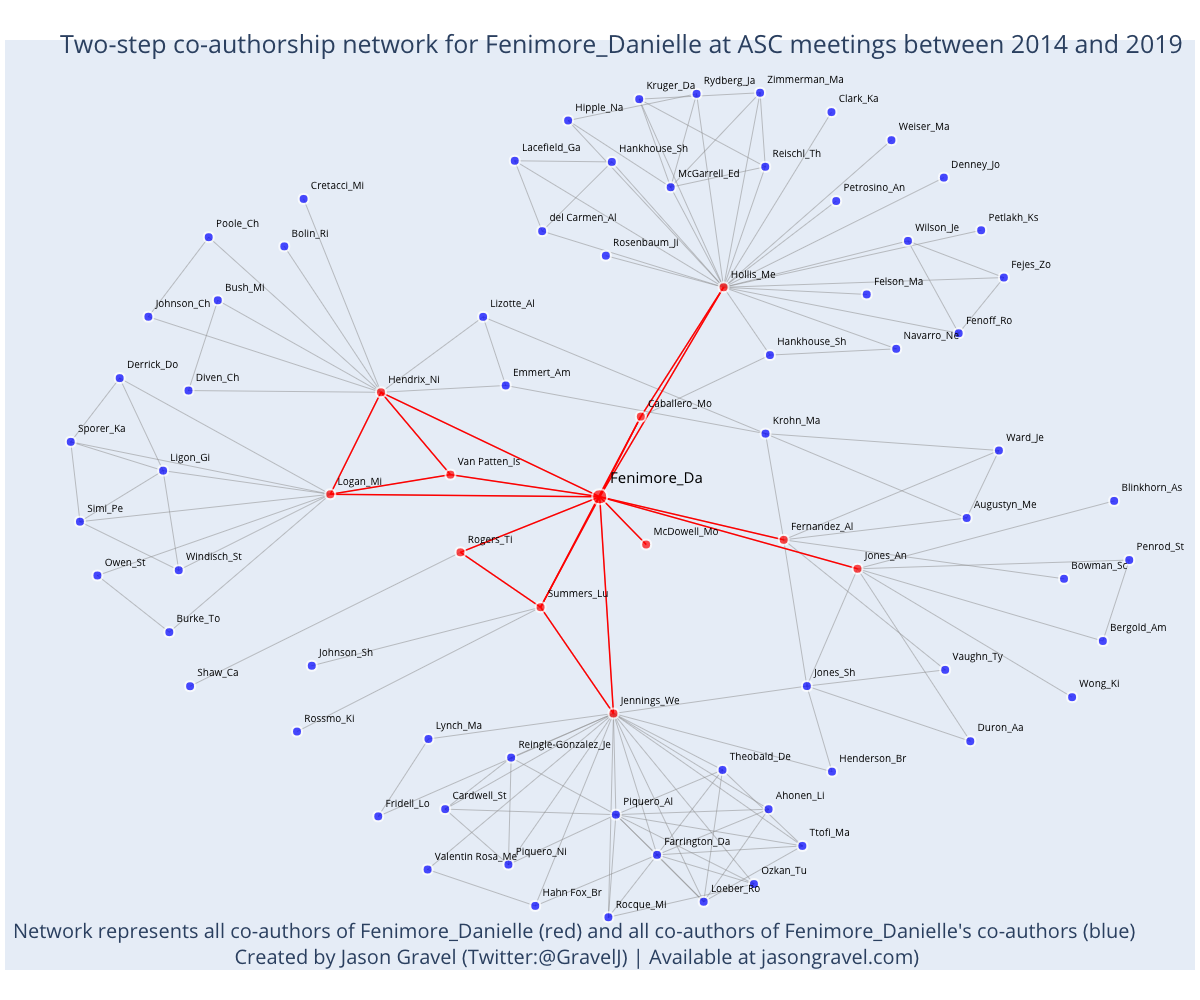 Two-step co-authorship network for Fenimore_Danielle at ASC meetings between 2014 and 2019
Kruger_Da
Rydberg_Ja
Zimmerman_Ma
Hipple_Na
Clark_Ka
Weiser_Ma
Lacefield_Ga
Hankhouse_Sh
Reischl_Th
McGarrell_Ed
Denney_Jo
Cretacci_Mi
Petrosino_An
Poole_Ch
del Carmen_Al
Petlakh_Ks
Bolin_Ri
Wilson_Je
Rosenbaum_Ji
Hollis_Me
Fejes_Zo
Bush_Mi
Felson_Ma
Johnson_Ch
Lizotte_Al
Fenoff_Ro
Hankhouse_Sh
Navarro_Ne
Derrick_Do
Diven_Ch
Hendrix_Ni
Emmert_Am
Caballero_Mo
Krohn_Ma
Sporer_Ka
Ward_Je
Ligon_Gi
Van Patten_Is
Logan_Mi
Fenimore_Da
Blinkhorn_As
Simi_Pe
Augustyn_Me
Rogers_Ti
McDowell_Mo
Fernandez_Al
Penrod_St
Owen_St
Windisch_St
Jones_An
Bowman_Sc
Summers_Lu
Burke_To
Bergold_Am
Johnson_Sh
Vaughn_Ty
Shaw_Ca
Jones_Sh
Wong_Ki
Jennings_We
Rossmo_Ki
Lynch_Ma
Duron_Aa
Reingle-Gonzalez_Je
Theobald_De
Henderson_Br
Fridell_Lo
Cardwell_St
Piquero_Al
Ahonen_Li
Ttofi_Ma
Valentin Rosa_Me
Piquero_Ni
Farrington_Da
Ozkan_Tu
Hahn Fox_Br
Rocque_Mi
Loeber_Ro
Network represents all co-authors of Fenimore_Danielle (red) and all co-authors of Fenimore_Danielle's co-authors (blue)
Created by Jason Gravel (Twitter:@GravelJ) | Available at jasongravel.com)